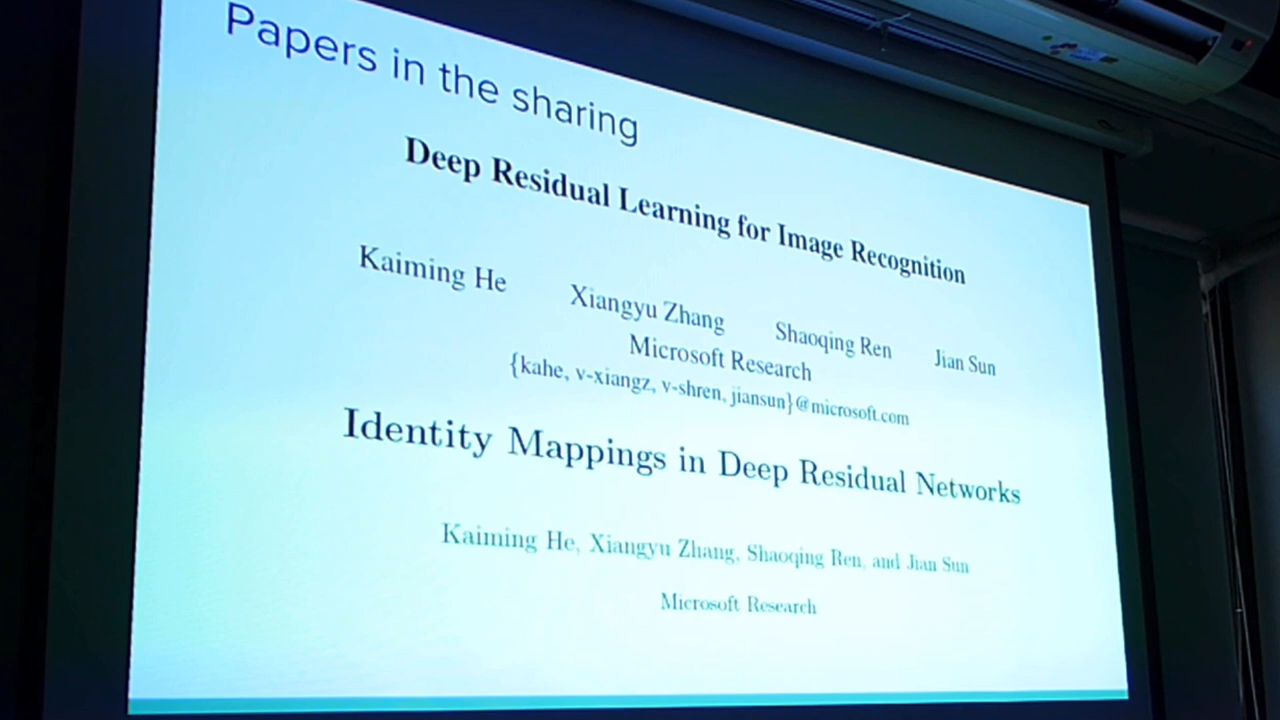 Papers in the sharing
Deep Residual Learning for Image Recognition
Kaiming He Xiangyu Zhang Shaoqing Ren Jian Sun
Microsoft Research
{kahe, v-xiangz, v-shren, jiansun}@microsoft.com
Identity Mappings in Deep Residual Networks
Kaiming He, Xiangyu Zhang, Shaoqing Ren, and Jian Sun
Microsoft Research